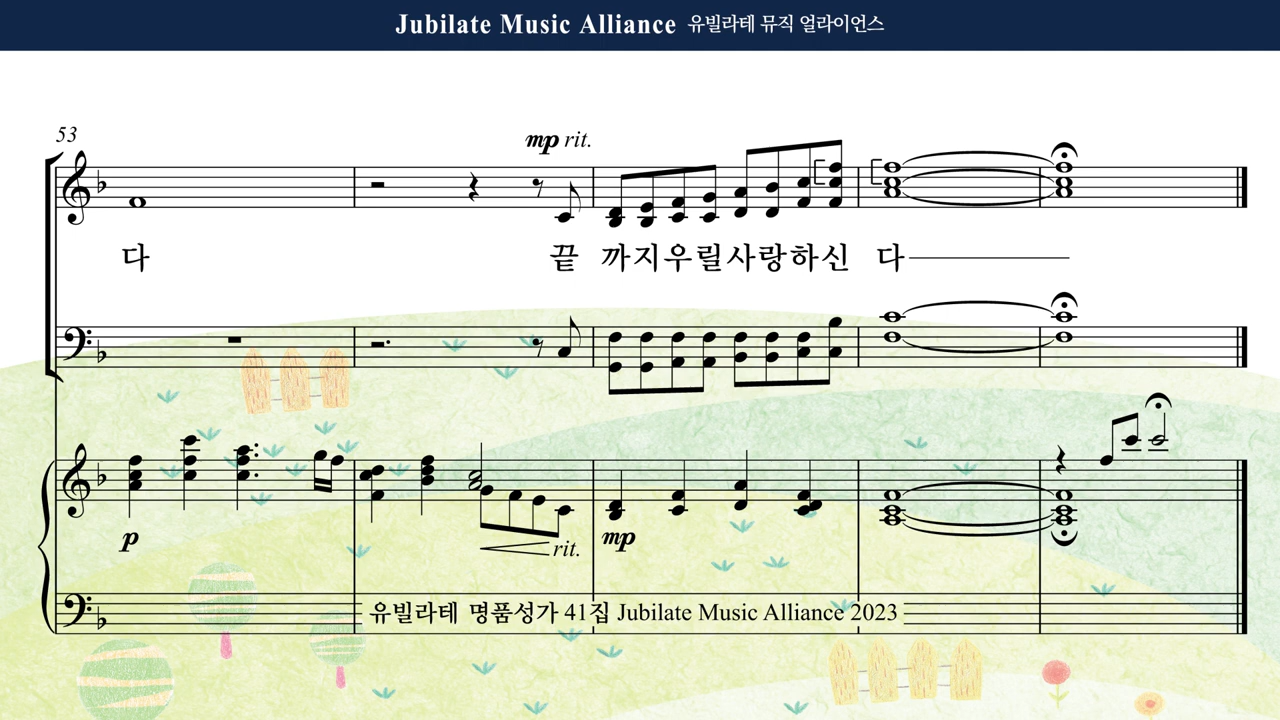 Jubilate Music Alliance 유빌라테 뮤직 얼라이언스
53
mp rit.
다 끝 까지우릴사랑하신 다
p rit. mp
유빌라테 명품성가 41집 Jubilate Music Alliance 2023